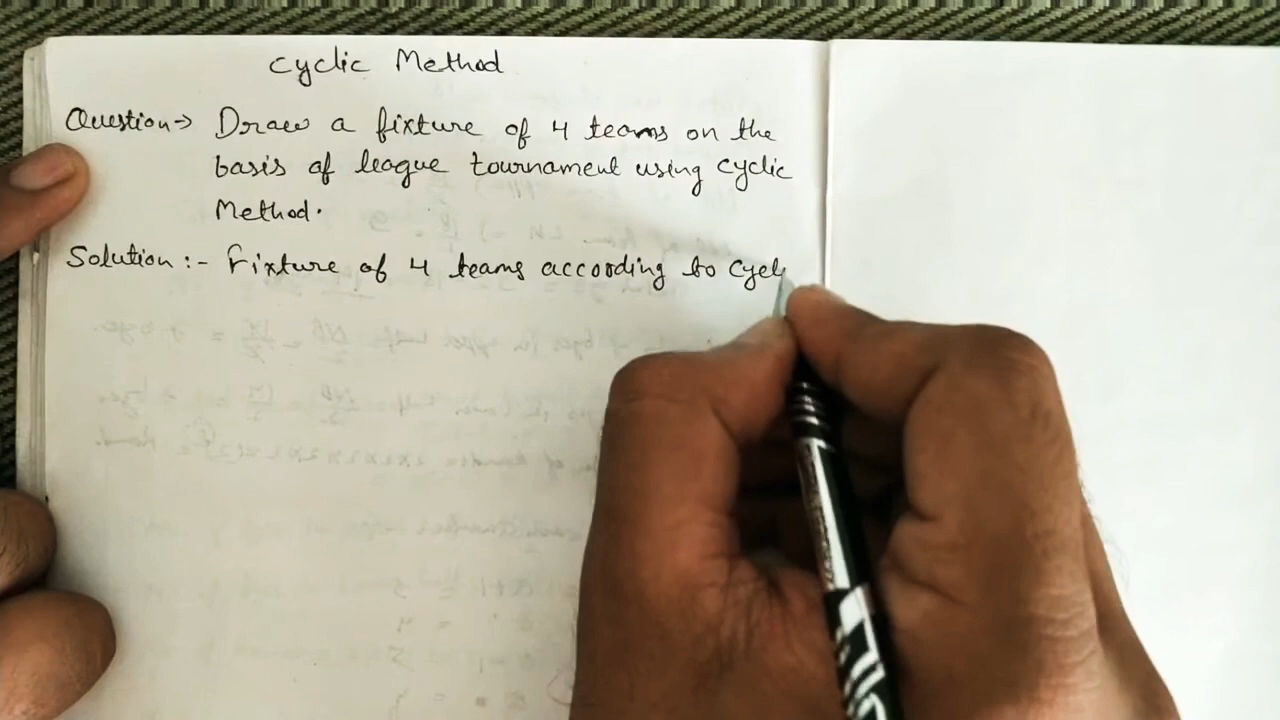 Cyclic Method
Question→ Draw a fixture of 4 teams on the
basis of league tournament using cyclic
Method.
Solution :- Fixture of 4 teams according to cycl